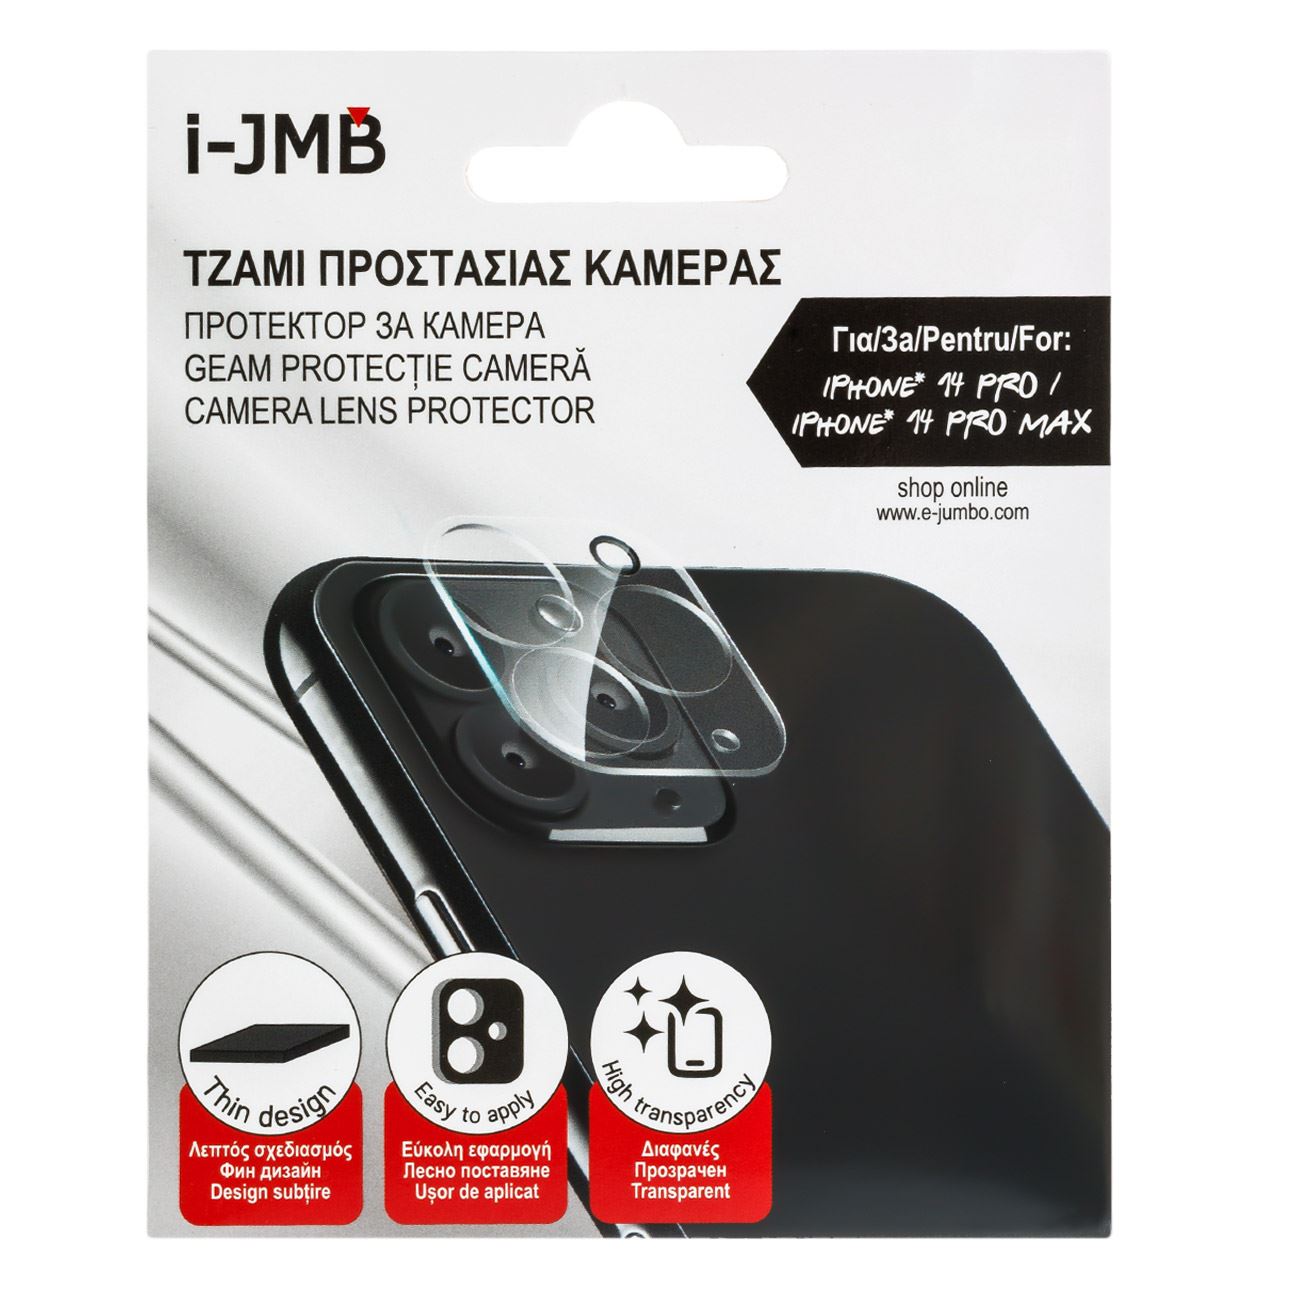 i-JMB
ΤΖΑΜΙ ΠΡΟΣΤΑΣΙΑΣ ΚΑΜΕΡΑΣ
ПРОТЕКТОР ЗА КАМЕРА
GEAM PROTECȚIE CAMERĂ
CAMERA LENS PROTECTOR
Για/За/Pentru/For:
IPHONE* 14 PRO /
IPHONE* 14 PRO MAX
shop online
www.e-jumbo.com
Thin design
Λεπτός σχεδιασμός
Фин дизайн
Design subțire
Easy to apply
Εύκολη εφαρμογή
Лесно поставяне
Ușor de aplicat
High transparency
Διαφανές
Прозрачен
Transparent